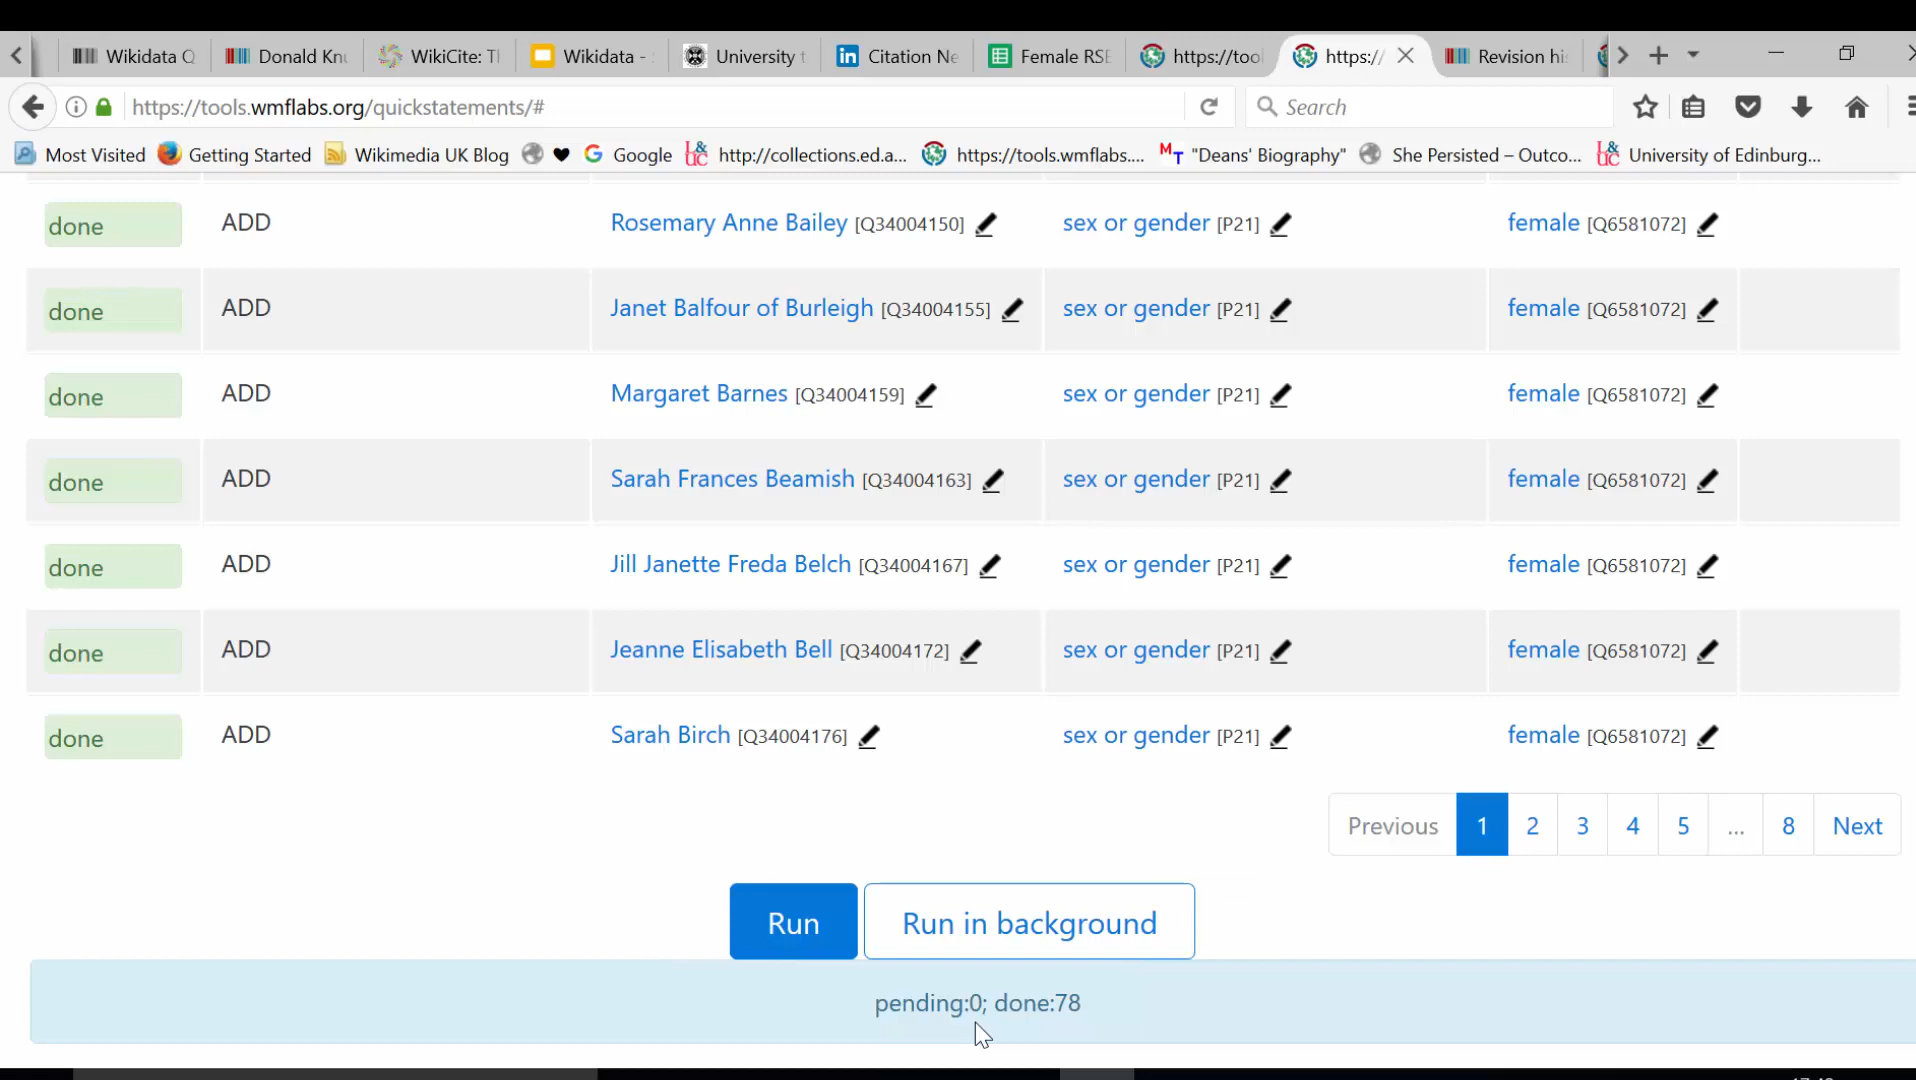 Wikidata Q Donald Knu WikiCite: Tl Wikidata - University t Citation Ne Female RSE https://tool https:// Revision his
https://tools.wmflabs.org/quickstatements/# Search
Most Visited Getting Started Wikimedia UK Blog Google http://collections.ed.a... https://tools.wmflabs.... "Deans' Biography" She Persisted – Outco... University of Edinburg...
done ADD Rosemary Anne Bailey [Q34004150] sex or gender [P21] female [Q6581072]
done ADD Janet Balfour of Burleigh [Q34004155] sex or gender [P21] female [Q6581072]
done ADD Margaret Barnes [Q34004159] sex or gender [P21] female [Q6581072]
done ADD Sarah Frances Beamish [Q34004163] sex or gender [P21] female [Q6581072]
done ADD Jill Janette Freda Belch [Q34004167] sex or gender [P21] female [Q6581072]
done ADD Jeanne Elisabeth Bell [Q34004172] sex or gender [P21] female [Q6581072]
done ADD Sarah Birch [Q34004176] sex or gender [P21] female [Q6581072]
Previous 1 2 3 4 5 ... 8 Next
Run Run in background
pending:0; done:78